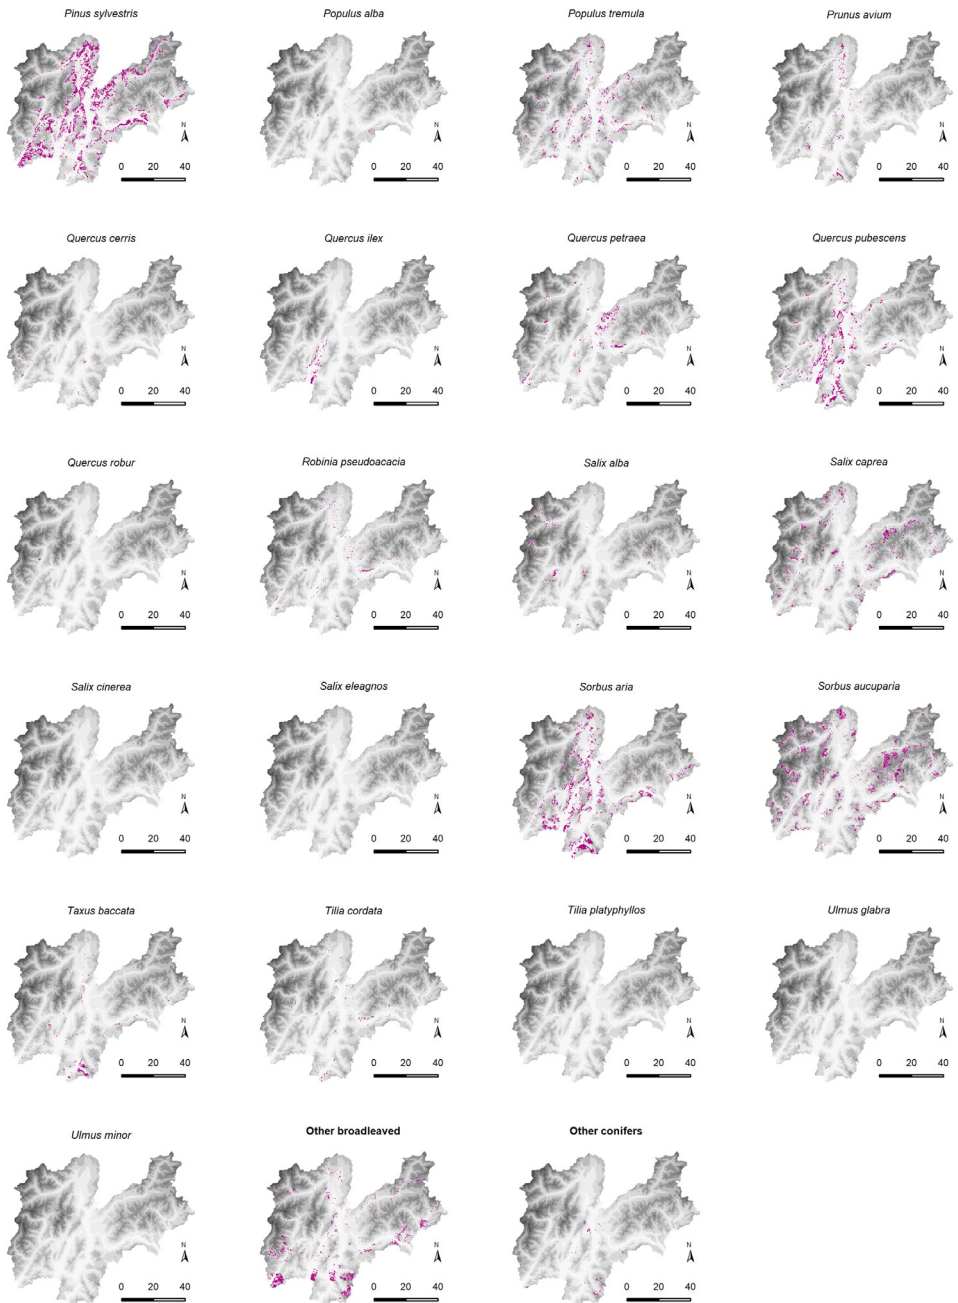 Pinus sylvestris
Populus alba
Populus tremula
Prunus avium
N
0 20 40
N
0 20 40
N
0 20 40
N
0 20 40
Quercus cerris
Quercus ilex
Quercus petraea
Quercus pubescens
N
0 20 40
N
0 20 40
N
0 20 40
N
0 20 40
Quercus robur
Robinia pseudoacacia
Salix alba
Salix caprea
N
0 20 40
N
0 20 40
N
0 20 40
N
0 20 40
Salix cinerea
Salix eleagnos
Sorbus aria
Sorbus aucuparia
N
0 20 40
N
0 20 40
N
0 20 40
N
0 20 40
Taxus baccata
Tilia cordata
Tilia platyphyllos
Ulmus glabra
N
0 20 40
N
0 20 40
N
0 20 40
N
0 20 40
Ulmus minor
Other broadleaved
Other conifers
N
0 20 40
N
0 20 40
N
0 20 40